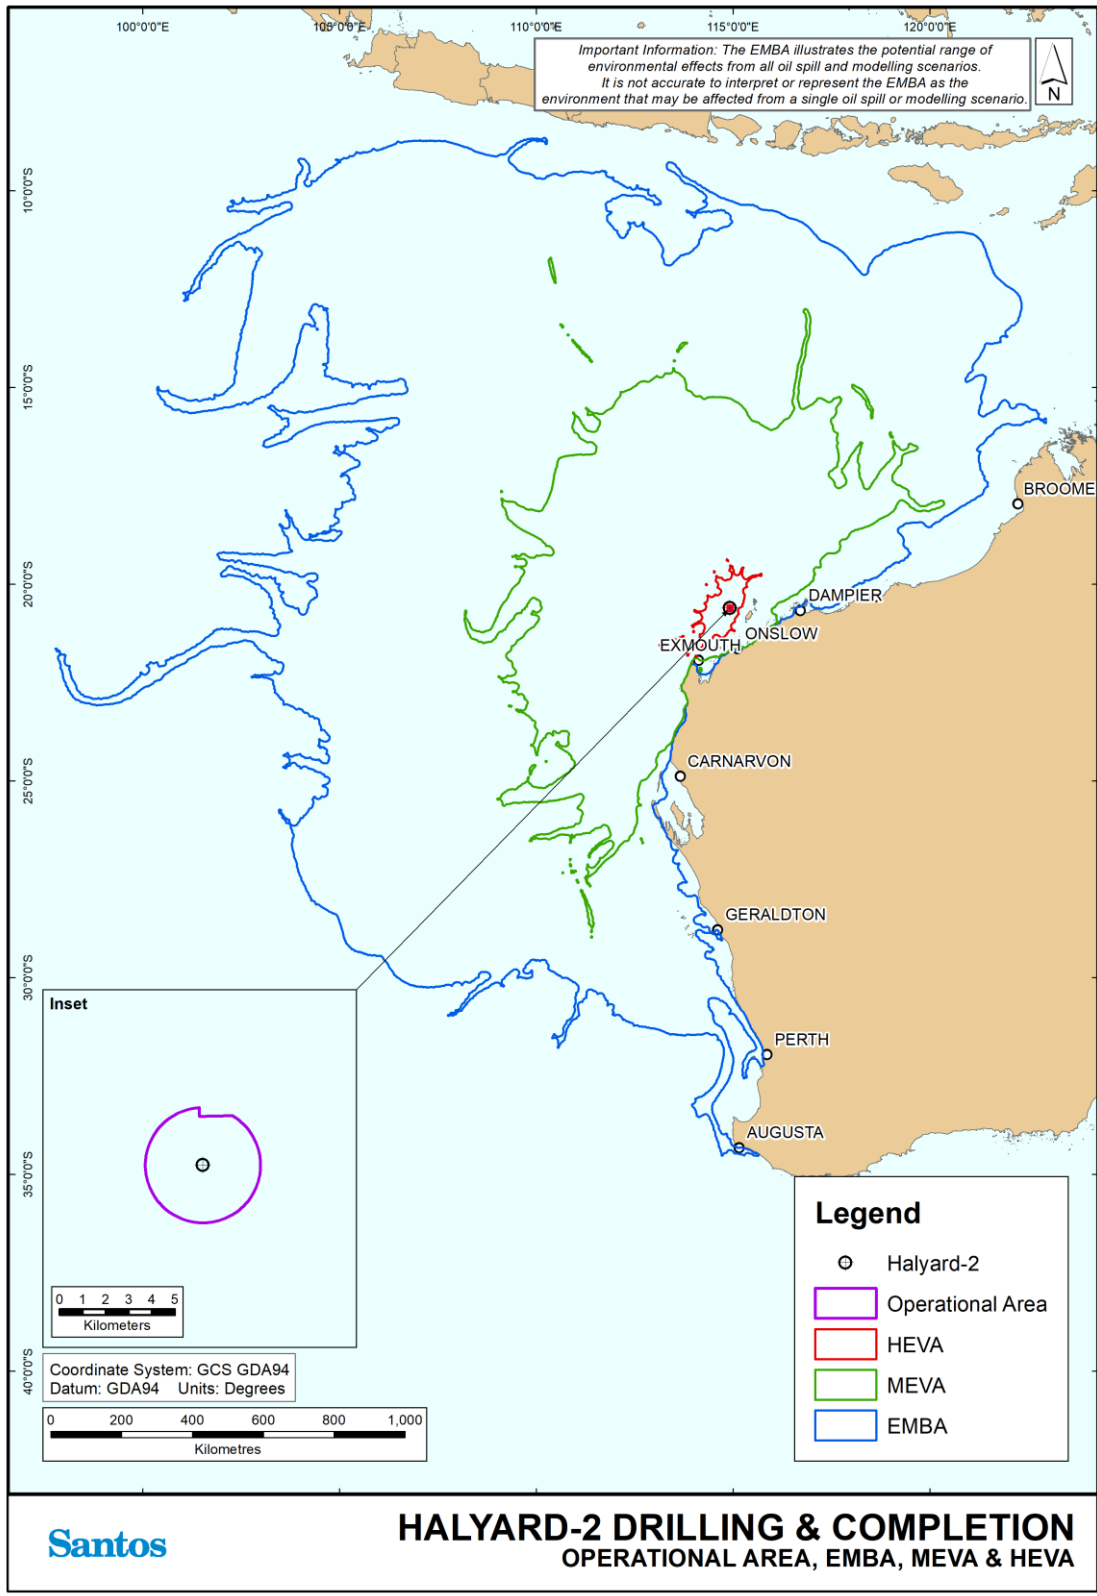 100°0'0"E
105°0'0"E
110°0'0"E
115°0'0"E
120°0'0"E
Important Information: The EMBA illustrates the potential range of
environmental effects from all oil spill and modelling scenarios.
It is not accurate to interpret or represent the EMBA as the
environment that may be affected from a single oil spill or modelling scenario.
N
10°0'0"S
15°0'0"S
20°0'0"S
25°0'0"S
30°0'0"S
35°0'0"S
40°0'0"S
BROOME
DAMPIER
ONSLOW
EXMOUTH
CARNARVON
GERALDTON
PERTH
AUGUSTA
Inset
0 1 2 3 4 5
Kilometers
Coordinate System: GCS GDA94
Datum: GDA94 Units: Degrees
0 200 400 600 800 1,000
Kilometres
Legend
Halyard-2
Operational Area
HEVA
MEVA
EMBA
Santos
HALYARD-2 DRILLING & COMPLETION
OPERATIONAL AREA, EMBA, MEVA & HEVA